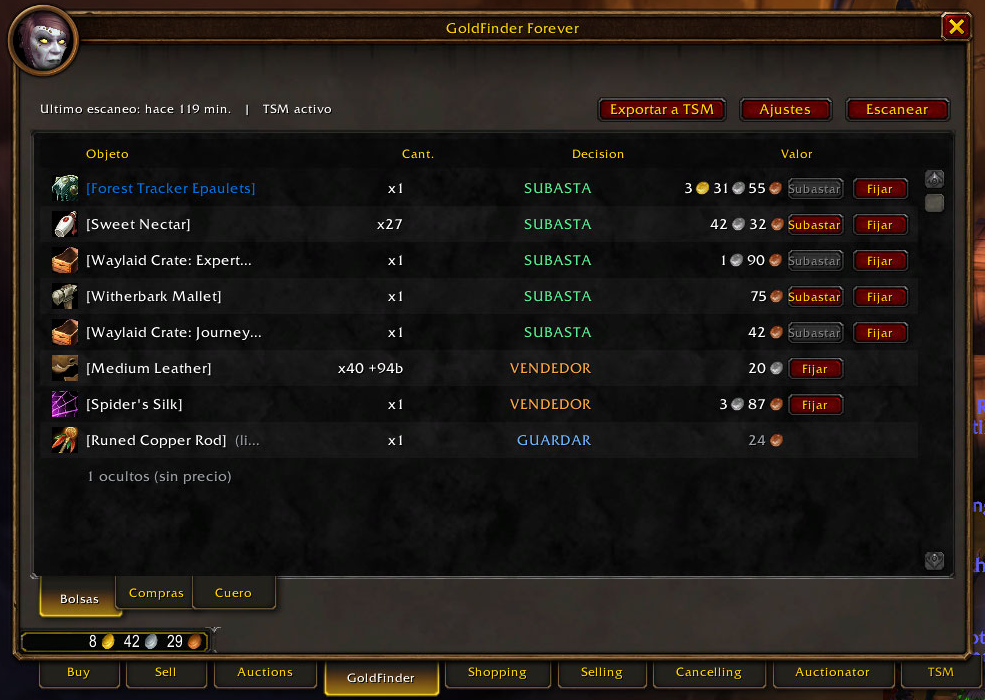 GoldFinder Forever
Ultimo escaneo: hace 119 min. | TSM activo
Exportar a TSM
Ajustes
Escanear
Objeto Cant. Decision Valor
[Forest Tracker Epaulets] x1 SUBASTA 3 31 55 Subastar Fijar
[Sweet Nectar] x27 SUBASTA 42 32 Subastar Fijar
[Waylaid Crate: Expert... x1 SUBASTA 1 90 Subastar Fijar
[Witherbark Mallet] x1 SUBASTA 75 Subastar Fijar
[Waylaid Crate: Journey... x1 SUBASTA 42 Subastar Fijar
[Medium Leather] x40 +94b VENDEDOR 20 Fijar
[Spider's Silk] x1 VENDEDOR 3 87 Fijar
[Runed Copper Rod] (li... x1 GUARDAR 24
1 ocultos (sin precio)
Bolsas Compras Cuero
8 42 29
Buy Sell Auctions GoldFinder Shopping Selling Cancelling Auctionator TSM